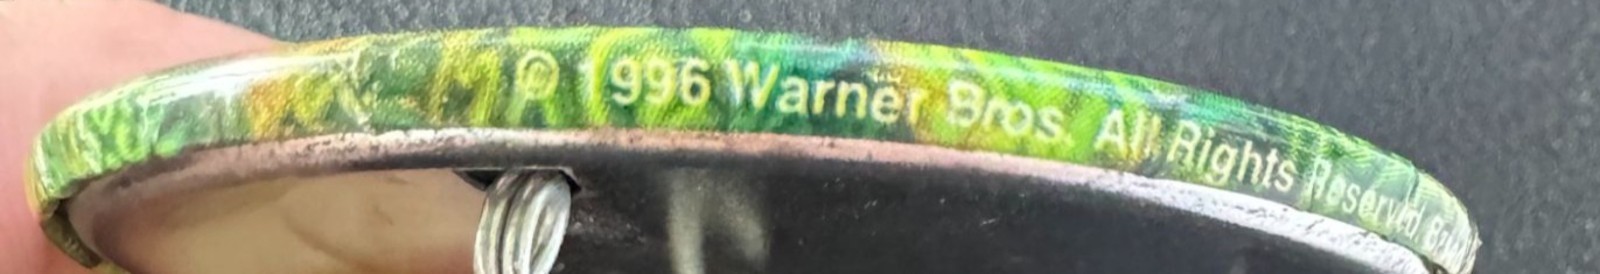 © 1996 Warner Bros. All Rights Reserved